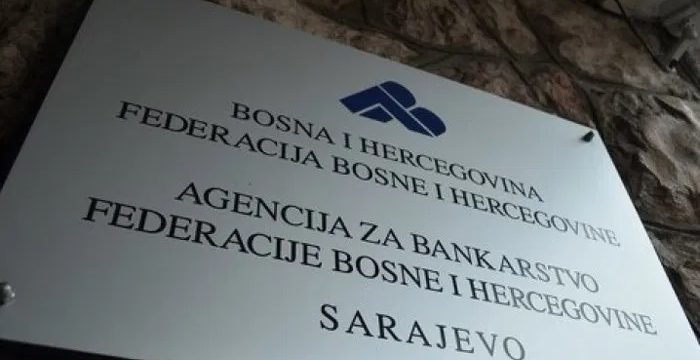 BOSNA I HERCEGOVINA
FEDERACIJA BOSNE I HERCEGOVINE
AGENCIJA ZA BANKARSTVO
FEDERACIJE BOSNE I HERCEGOVINE
SARAJEVO